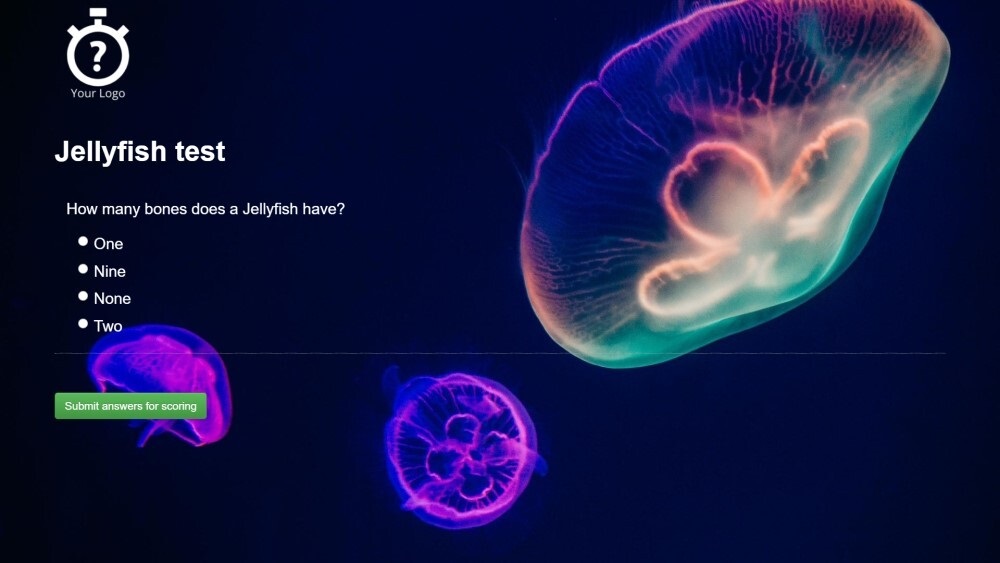 ?
Your Logo
Jellyfish test
How many bones does a Jellyfish have?
One
Nine
None
Two
Submit answers for scoring